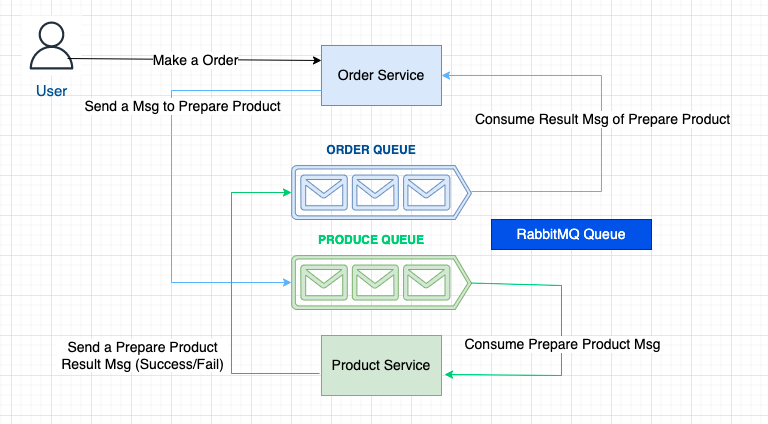 Make a Order
Order Service
User
Send a Msg to Prepare Product
Consume Result Msg of Prepare Product
ORDER QUEUE
RabbitMQ Queue
PRODUCE QUEUE
Send a Prepare Product
Result Msg (Success/Fail)
Consume Prepare Product Msg
Product Service